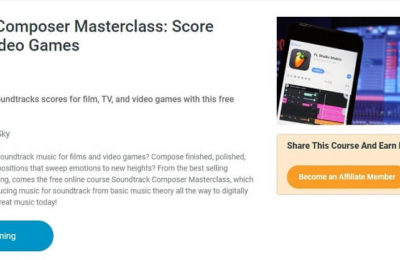 Composer Masterclass: Score
deo Games
undtracks scores for film, TV, and video games with this free
Sky
oundtrack music for films and video games? Compose finished, polished,
positions that sweep emotions to new heights? From the best selling
ng, comes the free online course Soundtrack Composer Masterclass, which
ucing music for soundtrack from basic music theory all the way to digitally
reat music today!
ning
FL Studio Mobile
Share This Course And Earn
Become an Affiliate Member